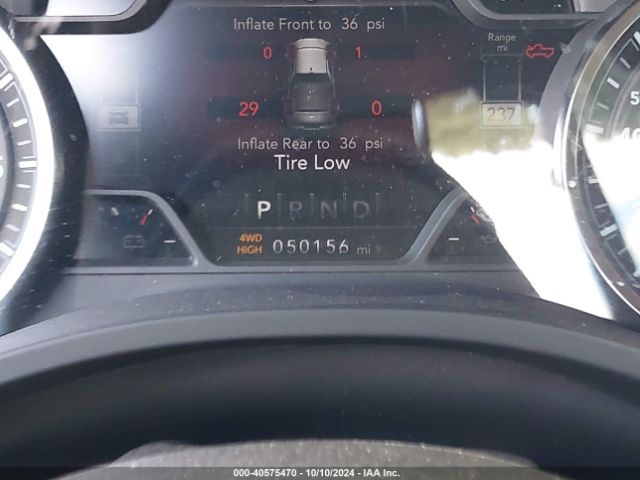 Inflate Front to 36 psi
0 1
Range
mi
29 0
237
Inflate Rear to 36 psi
Tire Low
P R N D
4WD
HIGH 050156 mi
000-40575470 - 10/10/2024 - IAA Inc.